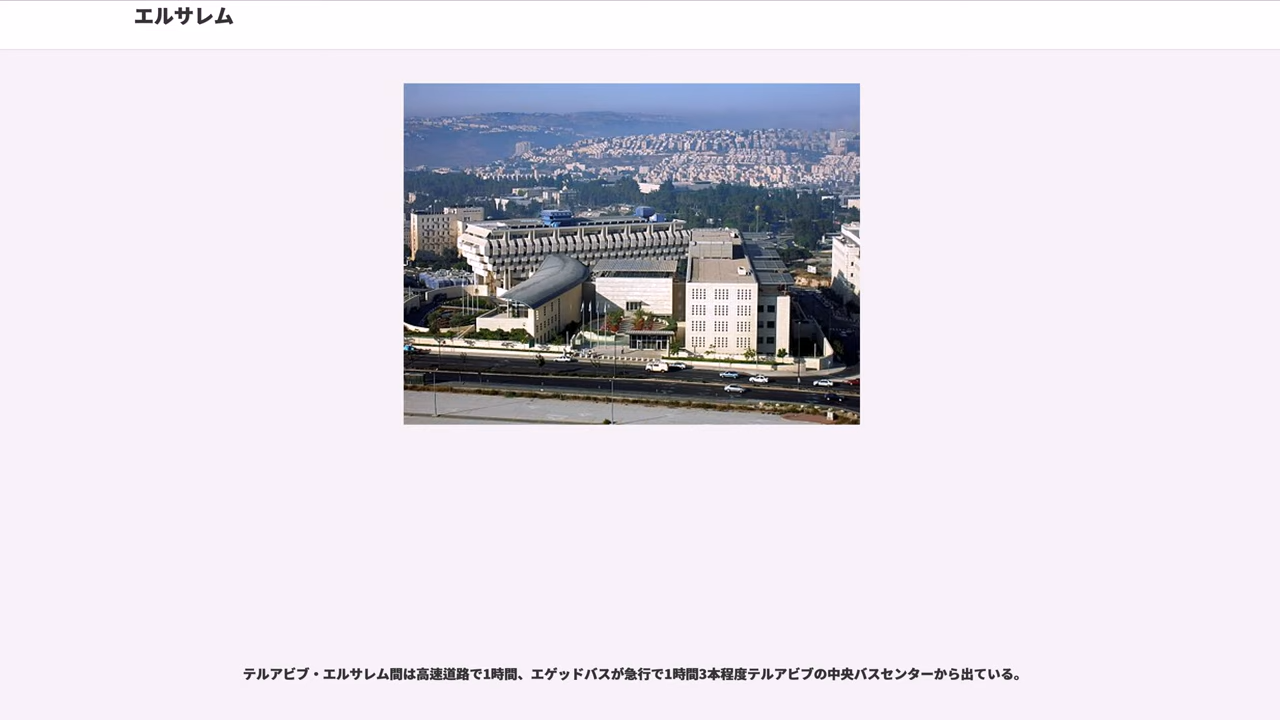 エルサレム
テルアビブ・エルサレム間は高速道路で1時間、エゲッドバスが急行で1時間3本程度テルアビブの中央バスセンターから出ている。